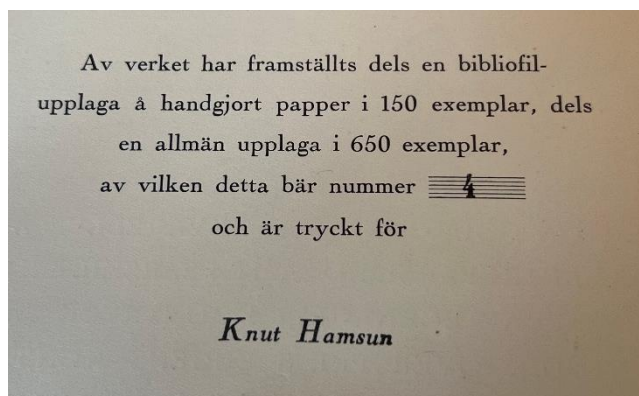 Av verket har framställts dels en bibliofil-
upplaga å handgjort papper i 150 exemplar, dels
en allmän upplaga i 650 exemplar,
av vilken detta bär nummer 4
och är tryckt för
Knut Hamsun